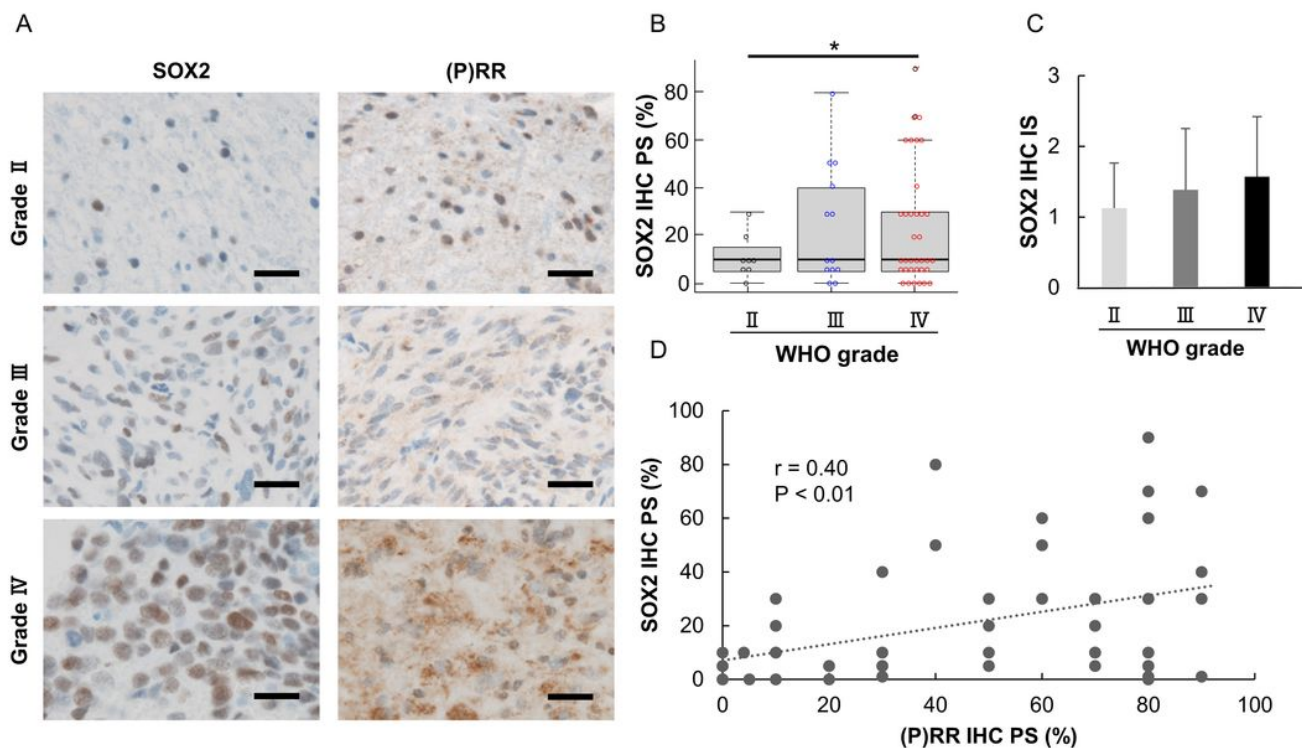 A
SOX2
(P)RR
Grade Ⅱ
Grade Ⅲ
Grade Ⅳ
B
*
SOX2 IHC PS (%)
80
60
40
20
0
Ⅱ
Ⅲ
Ⅳ
WHO grade
C
SOX2 IHC IS
3
2
1
0
Ⅱ
Ⅲ
Ⅳ
WHO grade
D
SOX2 IHC PS (%)
100
80
60
40
20
0
r = 0.40
P < 0.01
0
20
40
60
80
100
(P)RR IHC PS (%)